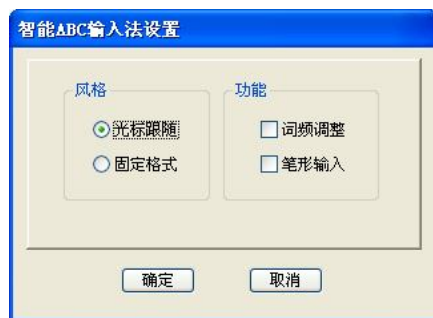 智能ABC输入法设置
风格
功能
光标跟随
词频调整
固定格式
笔形输入
确定
取消